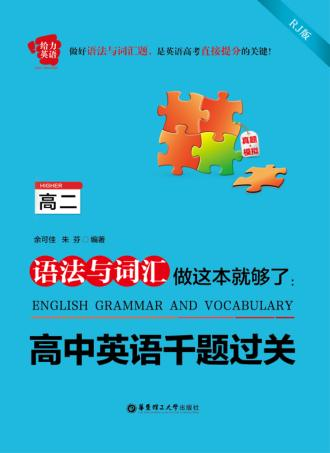 给力
英语
做好语法与词汇题，是英语高考直接提分的关键！
RJ版
真题+
模拟
HIGHER
高二
余可佳 朱 芬 ◇ 编著
语法与词汇做这本就够了：
ENGLISH GRAMMAR AND VOCABULARY
高中英语千题过关
华东理工大学出版社